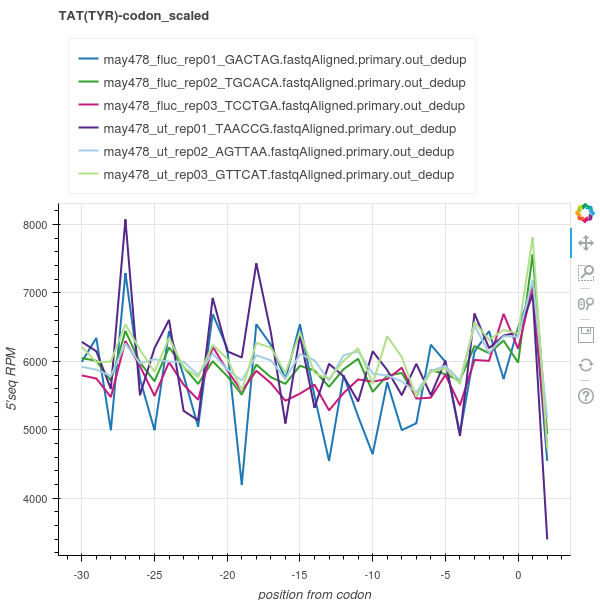 TAT(TYR)-codon_scaled
may478_fluc_rep01_GACTAG.fastqAligned.primary.out_dedup
may478_fluc_rep02_TGCACA.fastqAligned.primary.out_dedup
may478_fluc_rep03_TCCTGA.fastqAligned.primary.out_dedup
may478_ut_rep01_TAACCG.fastqAligned.primary.out_dedup
may478_ut_rep02_AGTTAA.fastqAligned.primary.out_dedup
may478_ut_rep03_GTTCAT.fastqAligned.primary.out_dedup
8000
7000
6000
5000
4000
5'seq RPM
-30 -25 -20 -15 -10 -5 0
position from codon